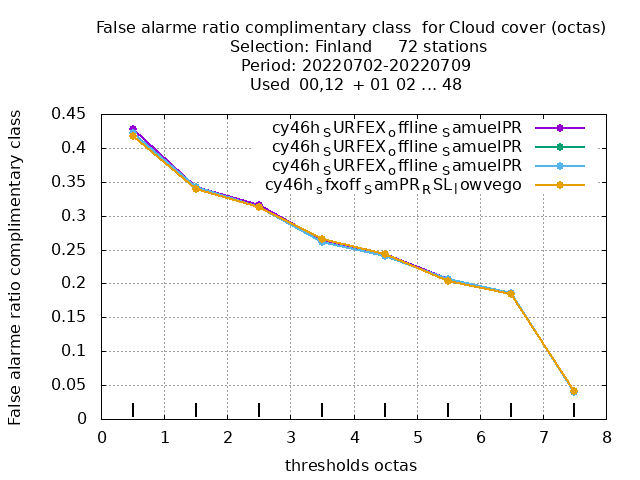 False alarme ratio complimentary class  for Cloud cover (octas)
Selection: Finland     72 stations
Period: 20220702-20220709
Used  00,12  + 01 02 ... 48
False alarme ratio complimentary class
0.45
0.4
0.35
0.3
0.25
0.2
0.15
0.1
0.05
0
cy46h_SURFEX_offline_SamuelPR
cy46h_SURFEX_offline_SamuelPR
cy46h_SURFEX_offline_SamuelPR
cy46h_sfxoff_SamPR_RSL_lowvego
0 1 2 3 4 5 6 7 8
thresholds octas